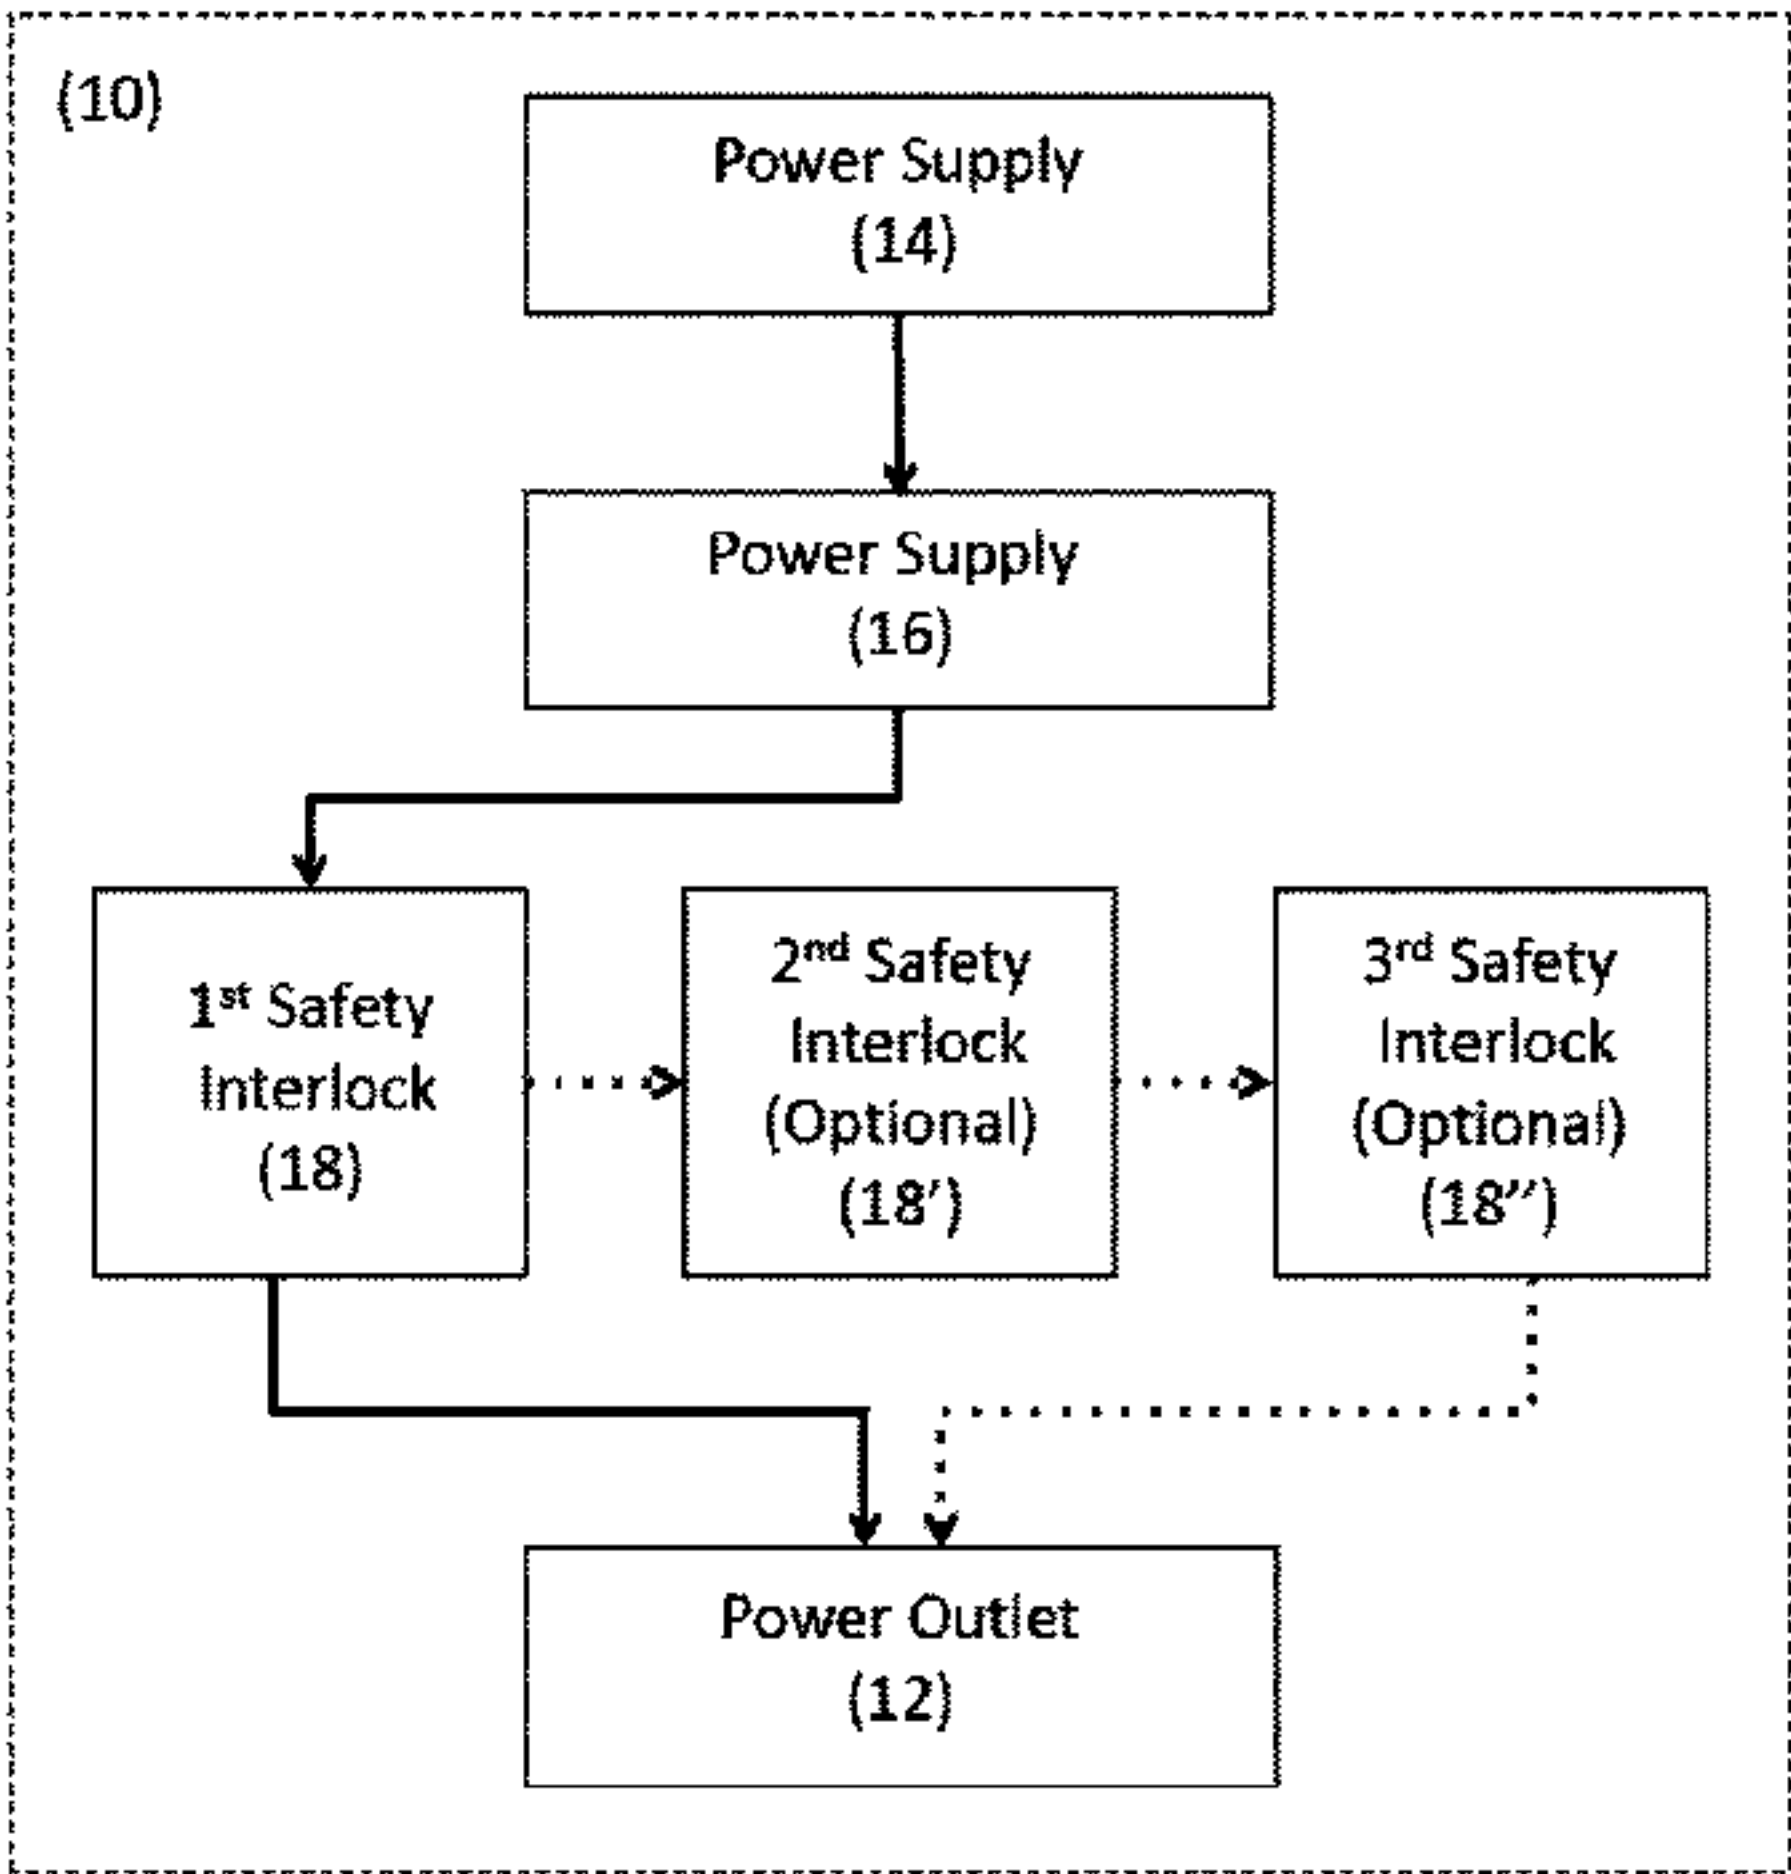 (10)
Power Supply
(14)
Power Supply
(16)
1st Safety
Interlock
(18)
2nd Safety
Interlock
(Optional)
(18′)
3rd Safety
Interlock
(Optional)
(18′′)
Power Outlet
(12)